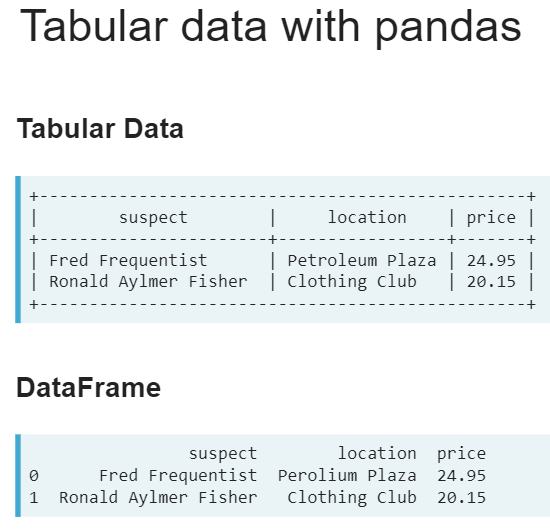 Tabular data with pandas
Tabular Data
+--------------------------------------------------+
|        suspect        |     location    | price |
+-----------------------+-----------------+-------+
| Fred Frequentist      | Petroleum Plaza | 24.95 |
| Ronald Aylmer Fisher  | Clothing Club   | 20.15 |
+--------------------------------------------------+
DataFrame
                suspect        location  price
0      Fred Frequentist  Perolium Plaza  24.95
1  Ronald Aylmer Fisher   Clothing Club  20.15